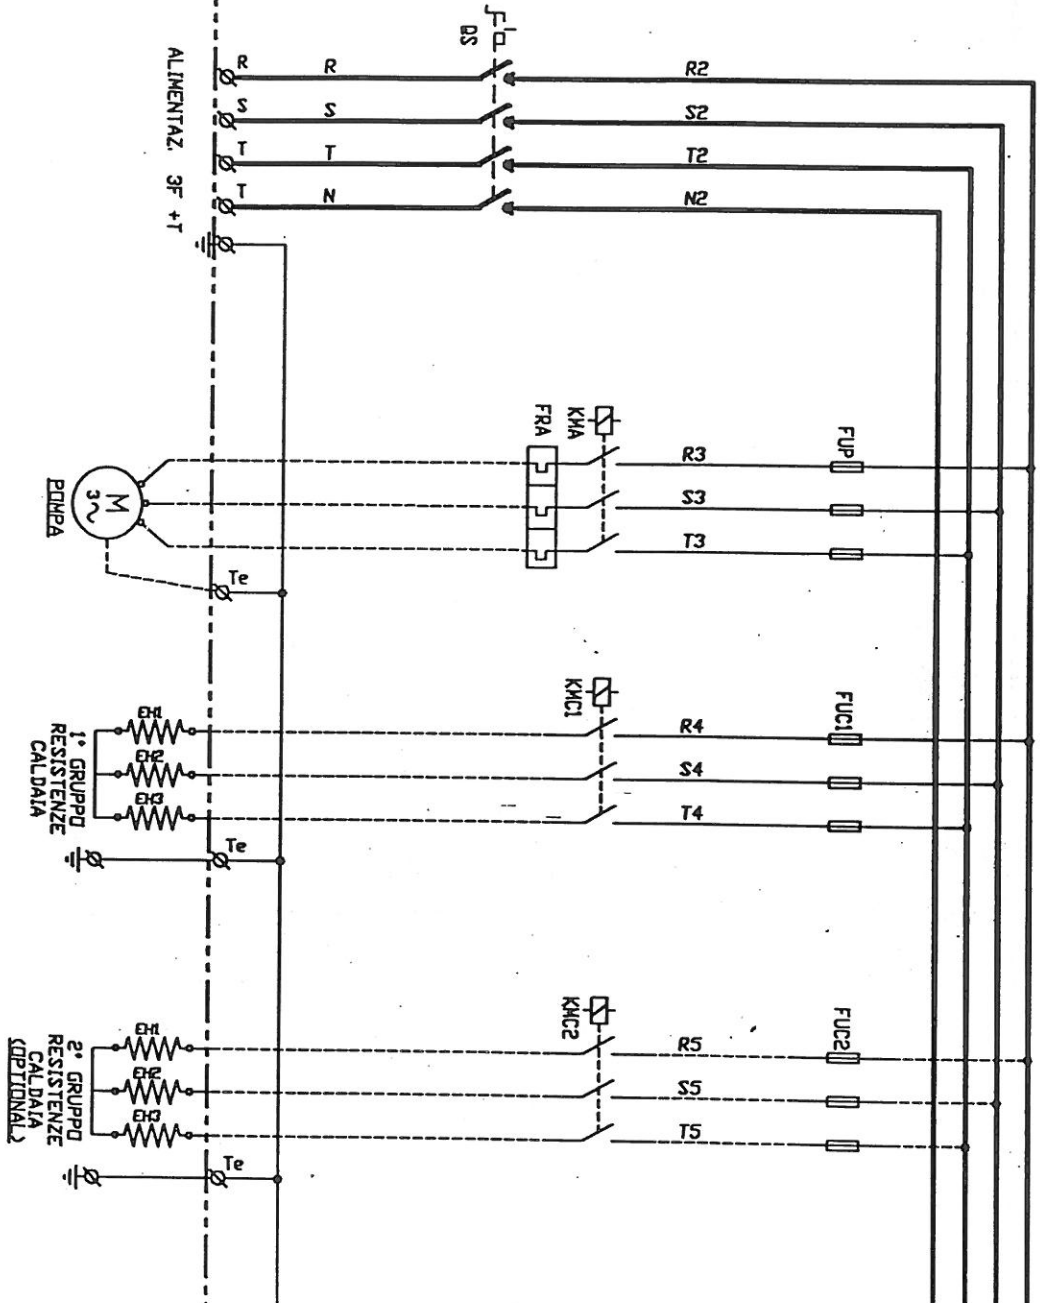 QS
ALIMENTAZ. 3F +T
R R R2
S S S2
T T T2
T N N2
FRA
KMA
FUP
R3
S3
T3
M
3~
POMPA
Te
KMC1
FUC1
R4
S4
T4
EH1
EH2
EH3
1° GRUPPO
RESISTENZE
CALDAIA
Te
KMC2
FUC2
R5
S5
T5
EH1
EH2
EH3
2° GRUPPO
RESISTENZE
CALDAIA
(OPTIONAL)
Te